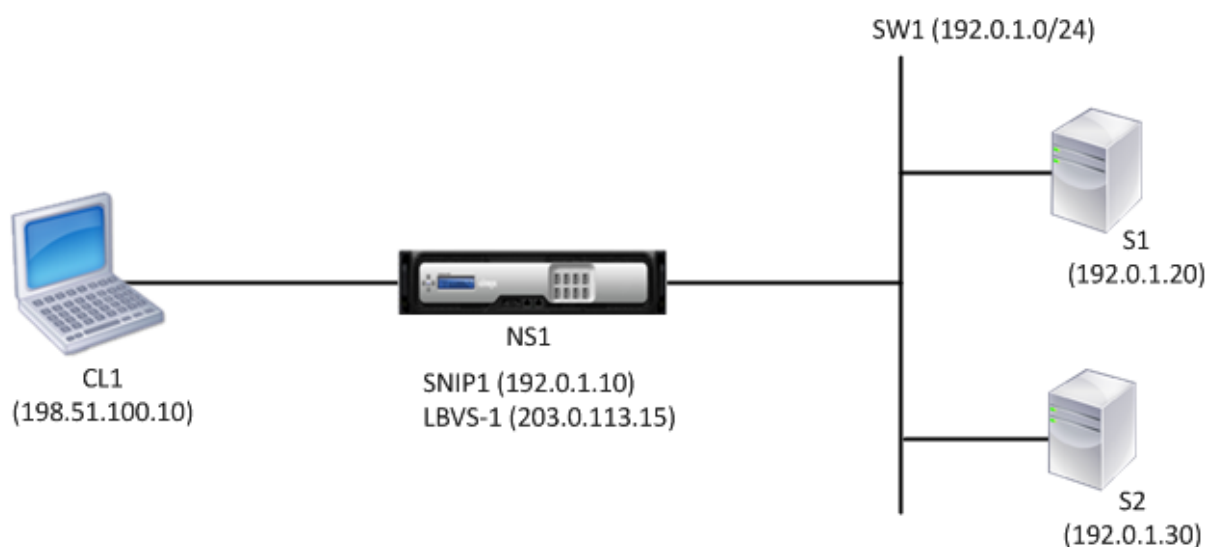 SW1 (192.0.1.0/24)
S1
(192.0.1.20)
NS1
SNIP1 (192.0.1.10)
LBVS-1 (203.0.113.15)
CL1
(198.51.100.10)
S2
(192.0.1.30)